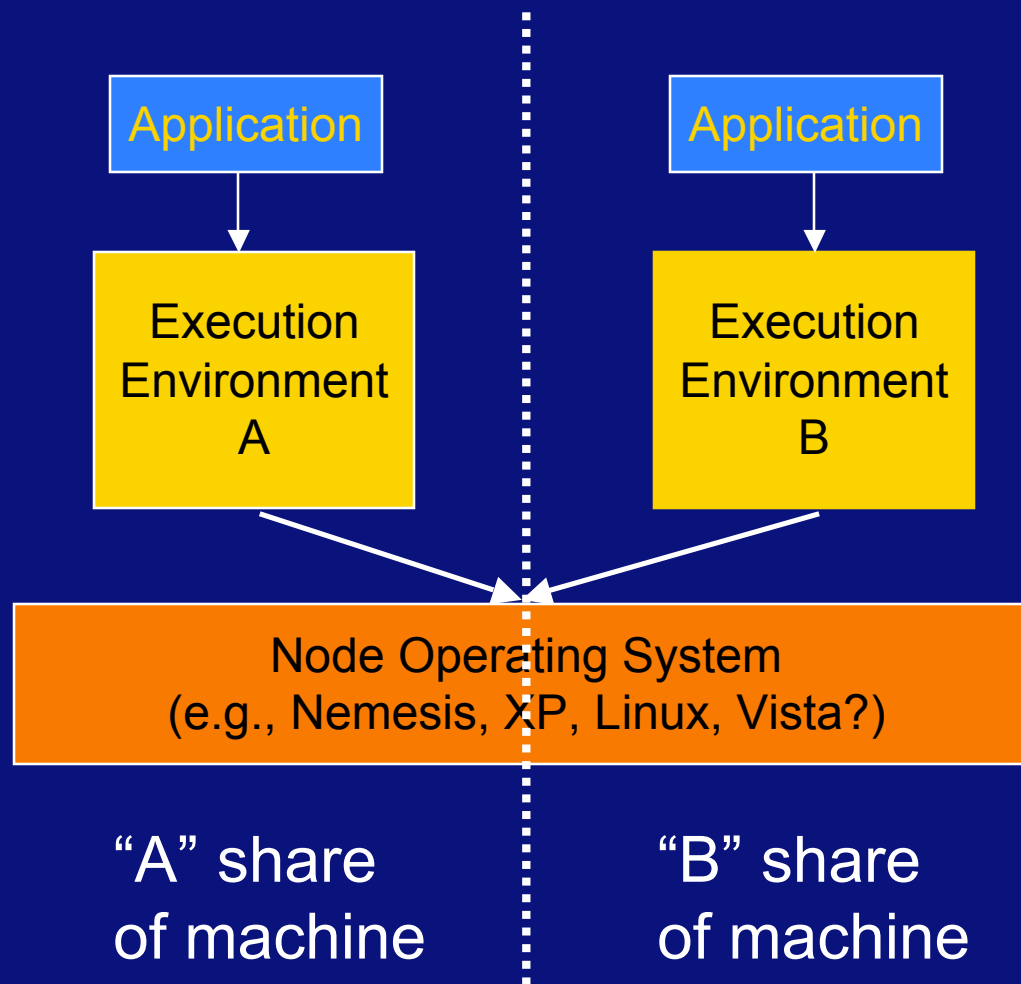 Application
Application
Execution
Environment
A
Execution
Environment
B
Node Operating System
(e.g., Nemesis, XP, Linux, Vista?)
“A” share
of machine
“B” share
of machine